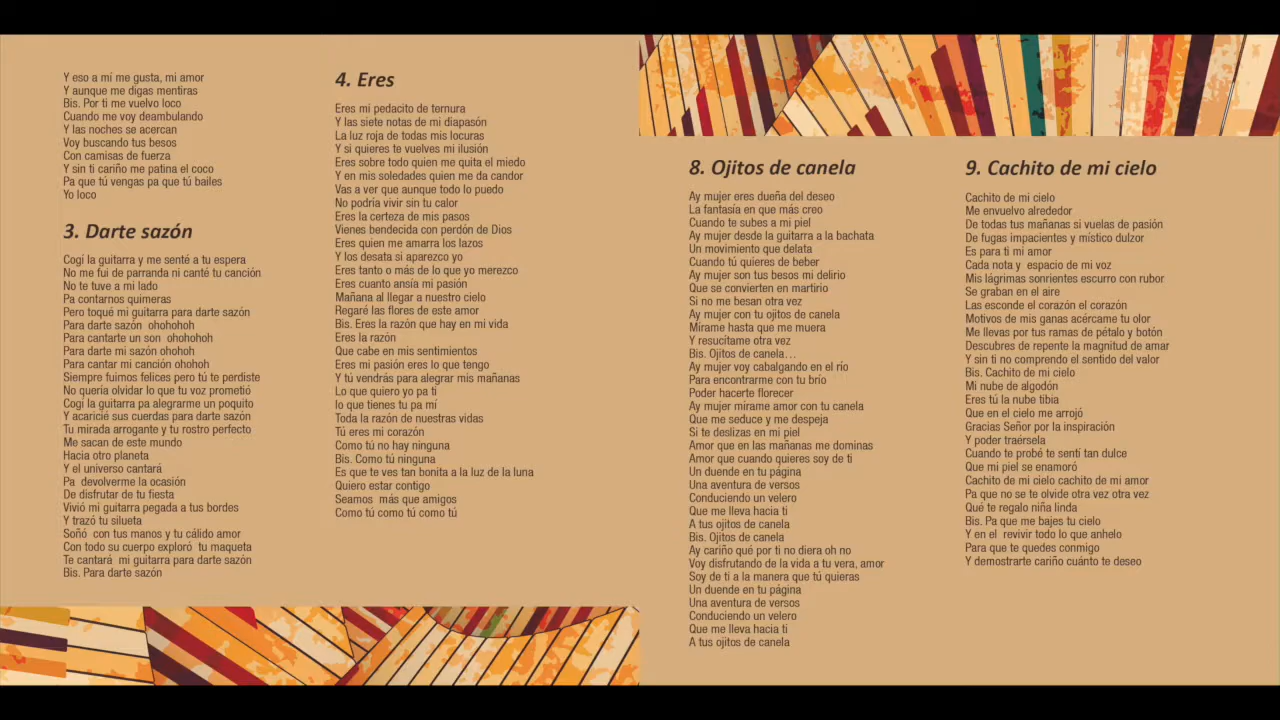 Y eso a mí me gusta, mi amor
Y aunque me digas mentiras
Bis. Por ti me vuelvo loco
Cuando me voy deambulando
Y las noches se acercan
Voy buscando tus besos
Con camisas de fuerza
Y sin ti cariño me patina el coco
Pa que tú vengas pa que tú bailes
Yo loco
3. Darte sazón
Cogí la guitarra y me senté a tu espera
No me fui de parranda ni canté tu canción
No te tuve a mi lado
Pa contarnos quimeras
Pero toqué mi guitarra para darte sazón
Para darte sazón ohohohoh
Para cantarte un son ohohohoh
Para darte mi sazón ohohoh
Para cantar mi canción ohohoh
Siempre fuimos felices pero tú te perdiste
No quería olvidar lo que tu voz prometió
Cogí la guitarra pa alegrarme un poquito
Y acaricié sus cuerdas para darte sazón
Tu mirada arrogante y tu rostro perfecto
Me sacan de este mundo
Hacia otro planeta
Y el universo cantará
Pa devolverme la ocasión
De disfrutar de tu fiesta
Vivió mi guitarra pegada a tus bordes
Y trazó tu silueta
Soñó con tus manos y tu cálido amor
Con todo su cuerpo exploró tu maqueta
Te cantará mi guitarra para darte sazón
Bis. Para darte sazón
4. Eres
Eres mi pedacito de ternura
Y las siete notas de mi diapasón
La luz roja de todas mis locuras
Y si quieres te vuelves mi ilusión
Eres sobre todo quien me quita el miedo
Y en mis soledades quien me da candor
Vas a ver que aunque todo lo puedo
No podría vivir sin tu calor
Eres la certeza de mis pasos
Vienes bendecida con perdón de Dios
Eres quien me amarra los lazos
Y los desata si aparezco yo
Eres tanto o más de lo que yo merezco
Eres cuanto ansía mi pasión
Mañana al llegar a nuestro cielo
Regaré las flores de este amor
Bis. Eres la razón que hay en mi vida
Eres la razón
Que cabe en mis sentimientos
Eres mi pasión eres lo que tengo
Y tú vendrás para alegrar mis mañanas
Lo que quiero yo pa ti
lo que tienes tu pa mí
Toda la razón de nuestras vidas
Tú eres mi corazón
Como tú no hay ninguna
Bis. Como tú ninguna
Es que te ves tan bonita a la luz de la luna
Quiero estar contigo
Seamos más que amigos
Como tú como tú como tú
8. Ojitos de canela
Ay mujer eres dueña del deseo
La fantasía en que más creo
Cuando te subes a mi piel
Ay mujer desde la guitarra a la bachata
Un movimiento que delata
Cuando tú quieres de beber
Ay mujer son tus besos mi delirio
Que se convierten en martirio
Si no me besan otra vez
Ay mujer con tu ojitos de canela
Mírame hasta que me muera
Y resucítame otra vez
Bis. Ojitos de canela…
Ay mujer voy cabalgando en el río
Para encontrarme con tu brío
Poder hacerte florecer
Ay mujer mírame amor con tu canela
Que me seduce y me despeja
Si te deslizas en mi piel
Amor que en las mañanas me dominas
Amor que cuando quieres soy de ti
Un duende en tu página
Una aventura de versos
Conduciendo un velero
Que me lleva hacia ti
A tus ojitos de canela
Bis. Ojitos de canela
Ay cariño qué por ti no diera oh no
Voy disfrutando de la vida a tu vera, amor
Soy de ti a la manera que tú quieras
Un duende en tu página
Una aventura de versos
Conduciendo un velero
Que me lleva hacia ti
A tus ojitos de canela
9. Cachito de mi cielo
Cachito de mi cielo
Me envuelvo alrededor
De todas tus mañanas si vuelas de pasión
De fugas impacientes y místico dulzor
Es para ti mi amor
Cada nota y espacio de mi voz
Mis lágrimas sonrientes escurro con rubor
Se graban en el aire
Las esconde el corazón el corazón
Motivos de mis ganas acércame tu olor
Me llevas por tus ramas de pétalo y botón
Descubres de repente la magnitud de amar
Y sin ti no comprendo el sentido del valor
Bis. Cachito de mi cielo
Mi nube de algodón
Eres tú la nube tibia
Que en el cielo me arrojó
Gracias Señor por la inspiración
Y poder traérsela
Cuando te probé te sentí tan dulce
Que mi piel se enamoró
Cachito de mi cielo cachito de mi amor
Pa que no se te olvide otra vez otra vez
Qué te regalo niña linda
Bis. Pa que me bajes tu cielo
Y en el revivir todo lo que anhelo
Para que te quedes conmigo
Y demostrarte cariño cuánto te deseo